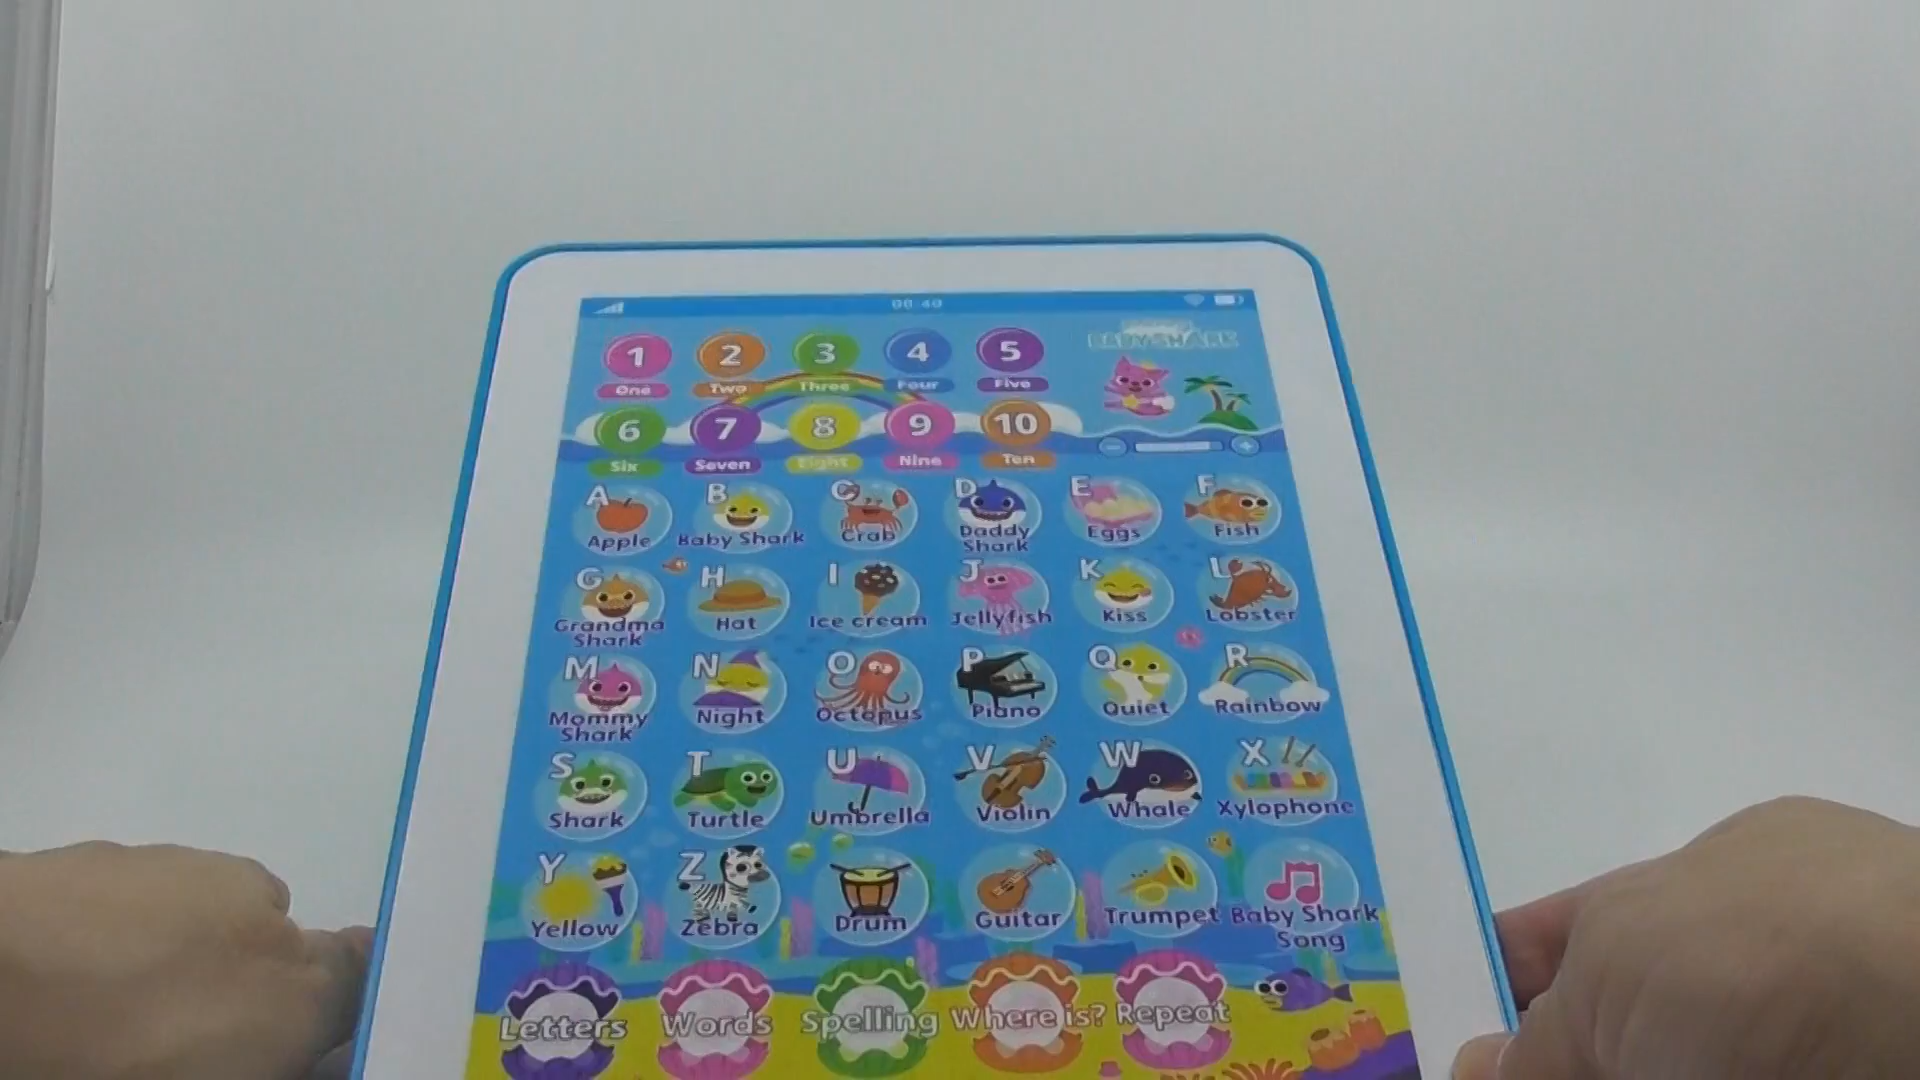 00:40
BABY SHARK
1 2 3 4 5
One Two Three Four Five
6 7 8 9 10
Six Seven Eight Nine Ten
A B C D E F
Apple Baby Shark Crab Daddy Shark Eggs Fish
G H I J K L
Grandma Shark Hat Ice cream Jellyfish Kiss Lobster
M N O P Q R
Mommy Shark Night Octopus Piano Quiet Rainbow
S T U V W X
Shark Turtle Umbrella Violin Whale Xylophone
Y Z
Yellow Zebra Drum Guitar Trumpet Baby Shark Song
Letters Words Spelling Where is? Repeat